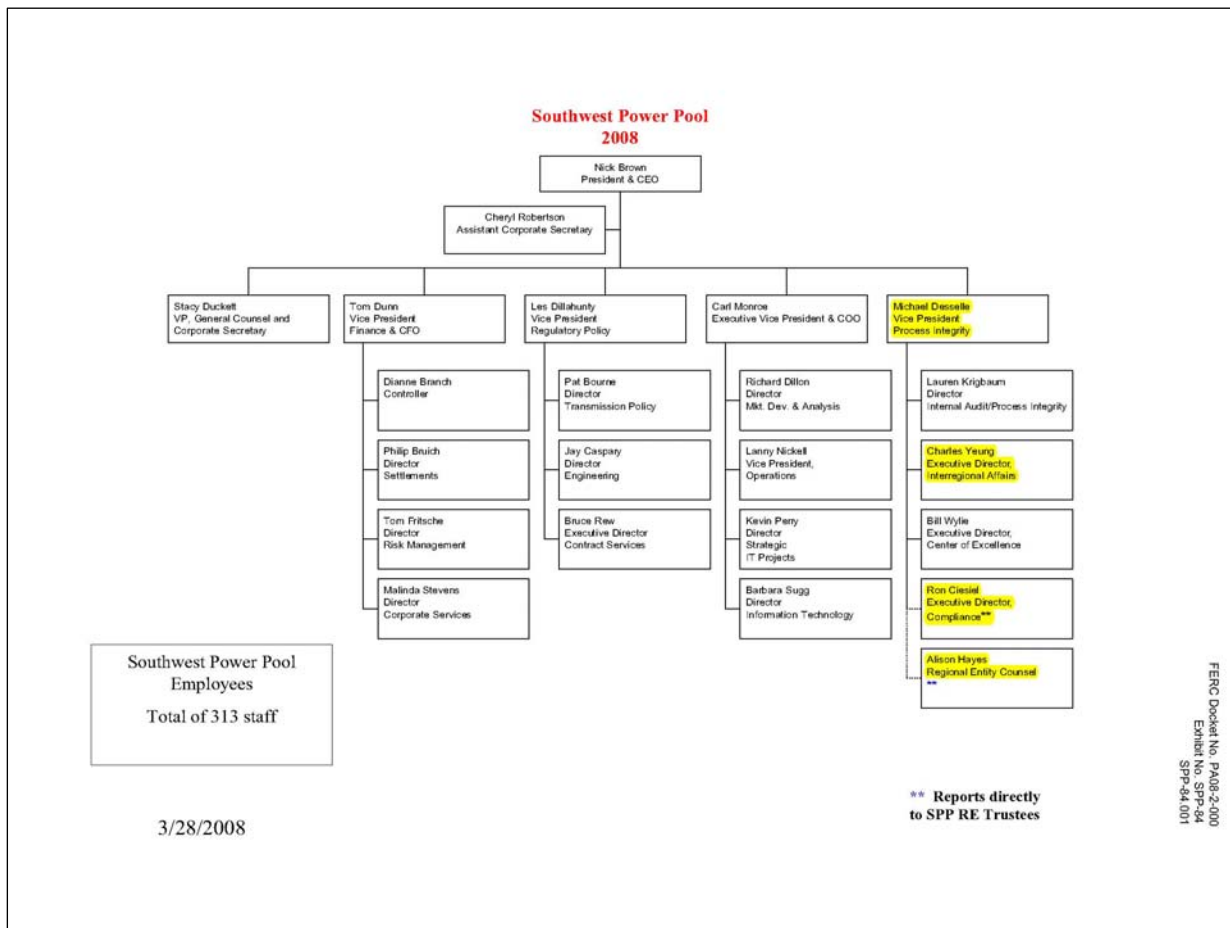 Southwest Power Pool
2008
Nick Brown
President & CEO
Cheryl Robertson
Assistant Corporate Secretary
Stacy Duckett
VP, General Counsel and
Corporate Secretary
Tom Dunn
Vice President
Finance & CFO
Les Dillahunty
Vice President
Regulatory Policy
Carl Monroe
Executive Vice President & COO
Michael Desselle
Vice President
Process Integrity
Dianne Branch
Controller
Pat Bourne
Director
Transmission Policy
Richard Dillon
Director
Mkt. Dev. & Analysis
Lauren Krigbaum
Director
Internal Audit/Process Integrity
Philip Bruich
Director
Settlements
Jay Caspary
Director
Engineering
Lanny Nickell
Vice President,
Operations
Charles Yeung
Executive Director,
Interregional Affairs
Tom Fritsche
Director
Risk Management
Bruce Rew
Executive Director
Contract Services
Kevin Perry
Director
Strategic
IT Projects
Bill Wylie
Executive Director,
Center of Excellence
Malinda Stevens
Director
Corporate Services
Barbara Sugg
Director
Information Technology
Ron Ciesiel
Executive Director,
Compliance**
Alison Hayes
Regional Entity Counsel
**
Southwest Power Pool
Employees
Total of 313 staff
3/28/2008
** Reports directly
to SPP RE Trustees
FERC Docket No. PA08-2-000
Exhibit No. SPP-84
SPP-84.001